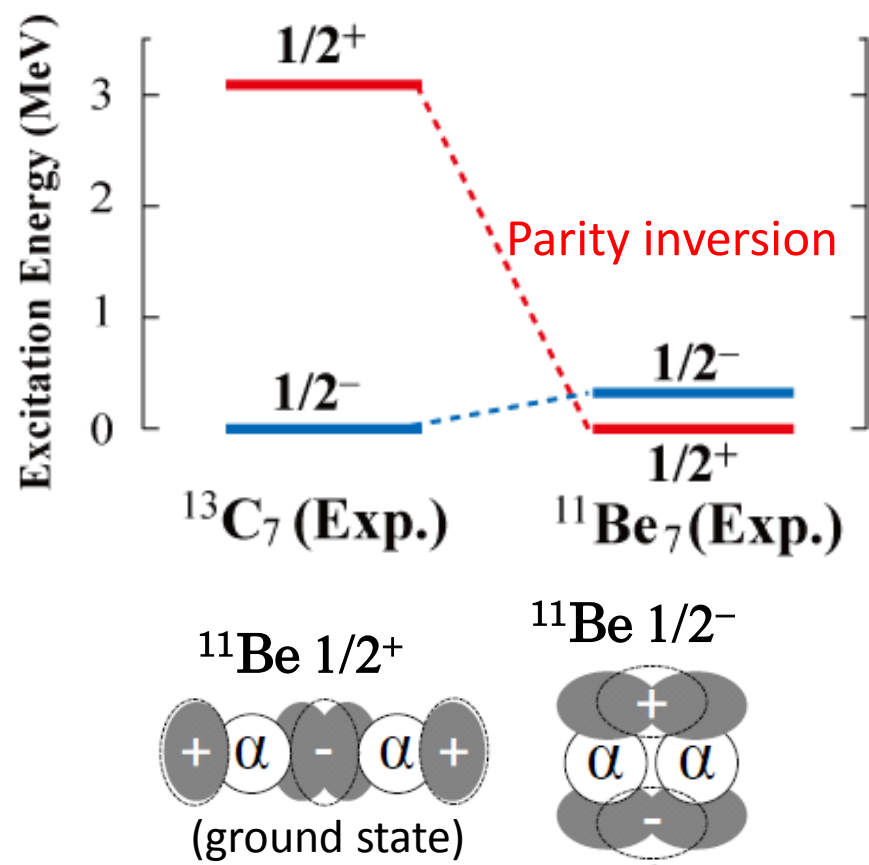 Excitation Energy (MeV)
3
2
1
0
1/2⁺
Parity inversion
1/2⁻
1/2⁻
1/2⁺
¹³C₇ (Exp.)
¹¹Be₇(Exp.)
¹¹Be 1/2⁺
+ α - α +
(ground state)
¹¹Be 1/2⁻
+
α α
-